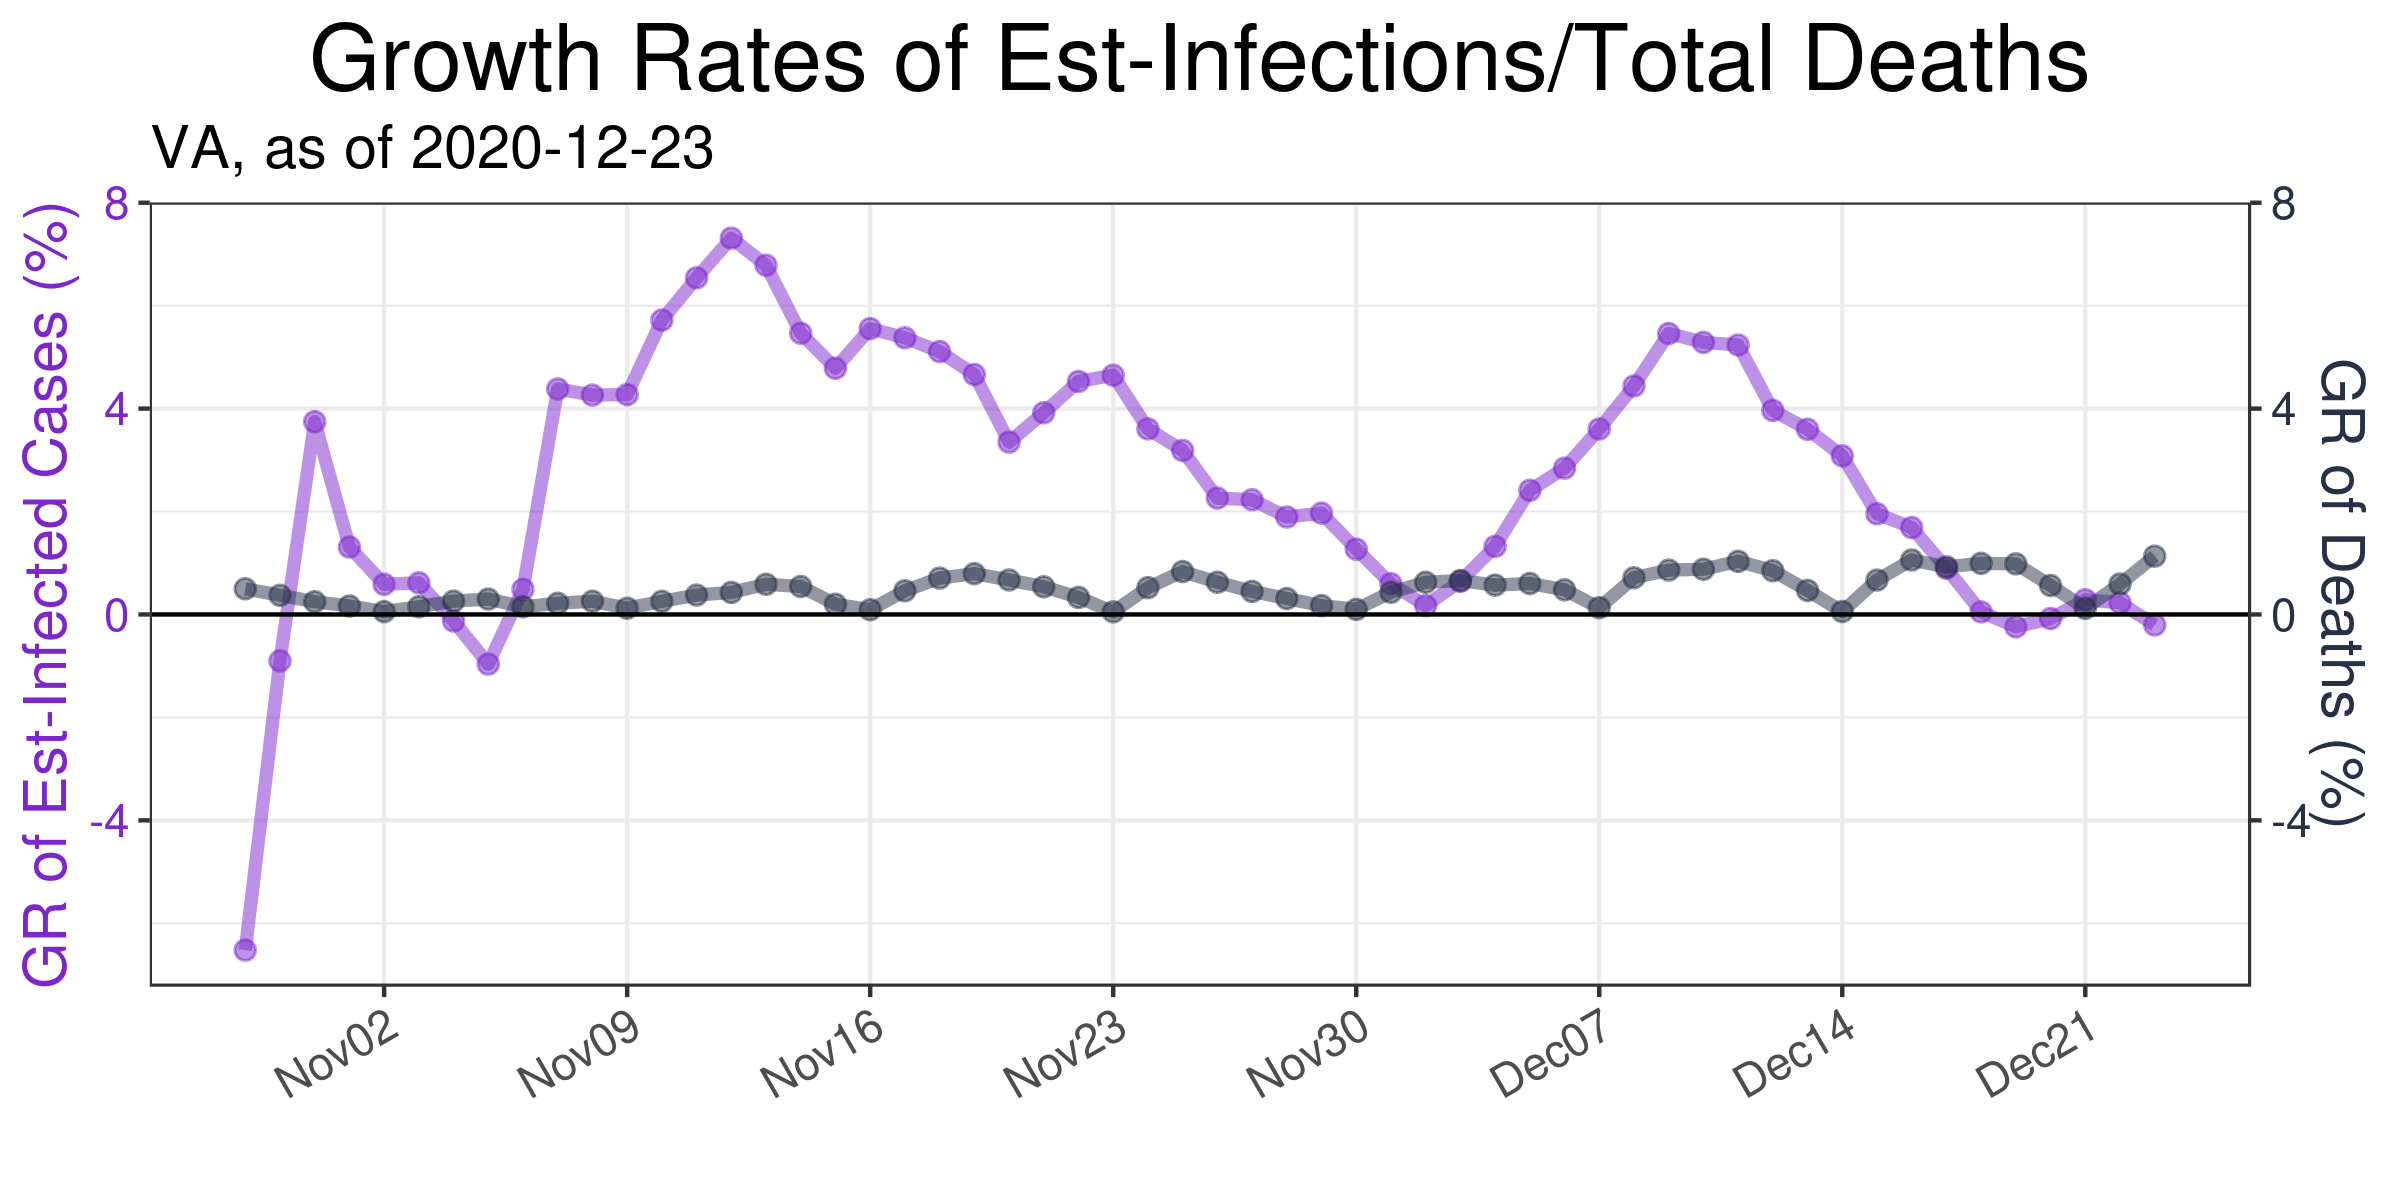 Growth Rates of Est-Infections/Total Deaths
VA, as of 2020-12-23
GR of Est-Infected Cases (%)
8
4
0
-4
8
4
0
-4
GR of Deaths (%)
Nov02
Nov09
Nov16
Nov23
Nov30
Dec07
Dec14
Dec21